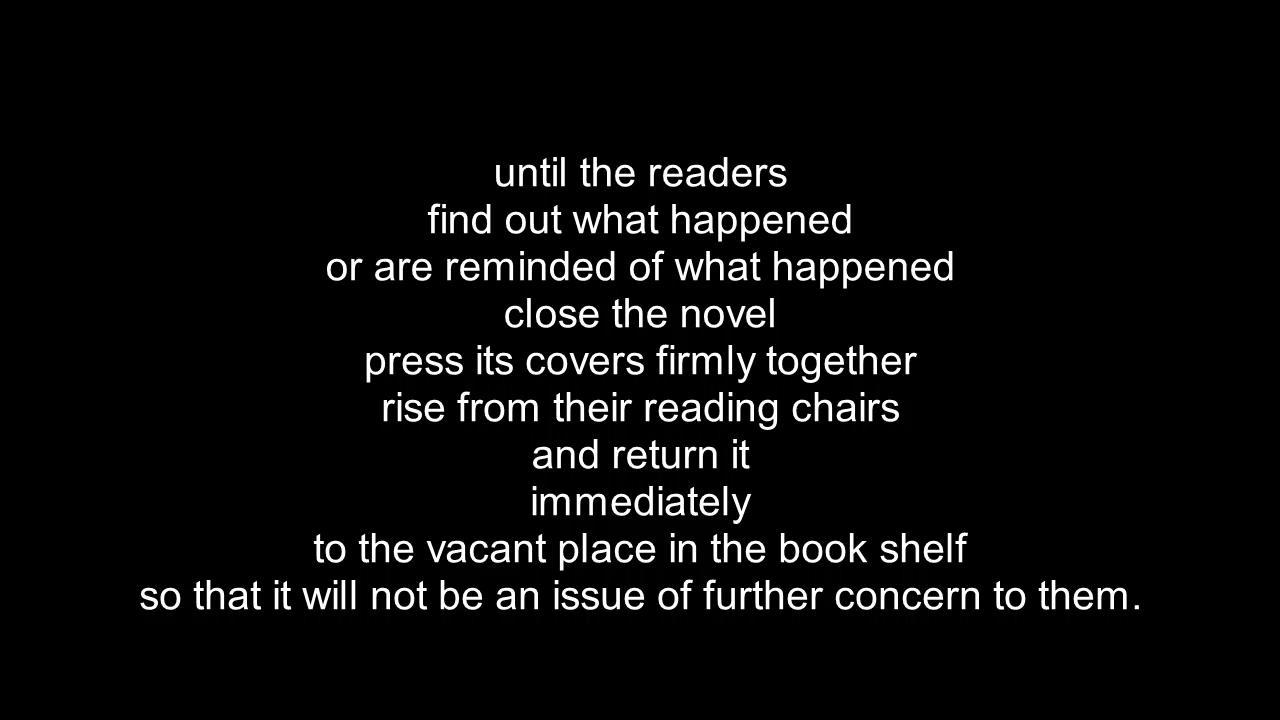 until the readers
find out what happened
or are reminded of what happened
close the novel
press its covers firmly together
rise from their reading chairs
and return it
immediately
to the vacant place in the book shelf
so that it will not be an issue of further concern to them.